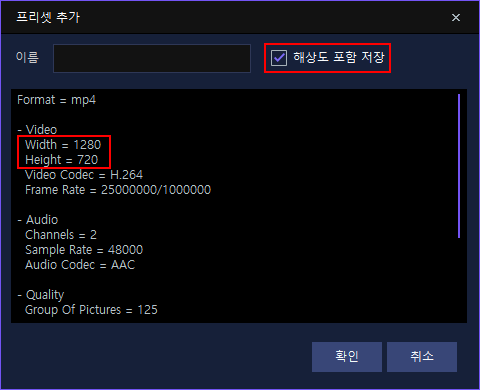 프리셋 추가
이름
해상도 포함 저장
Format = mp4
- Video
Width = 1280
Height = 720
Video Codec = H.264
Frame Rate = 25000000/1000000
- Audio
Channels = 2
Sample Rate = 48000
Audio Codec = AAC
- Quality
Group Of Pictures = 125
확인
취소